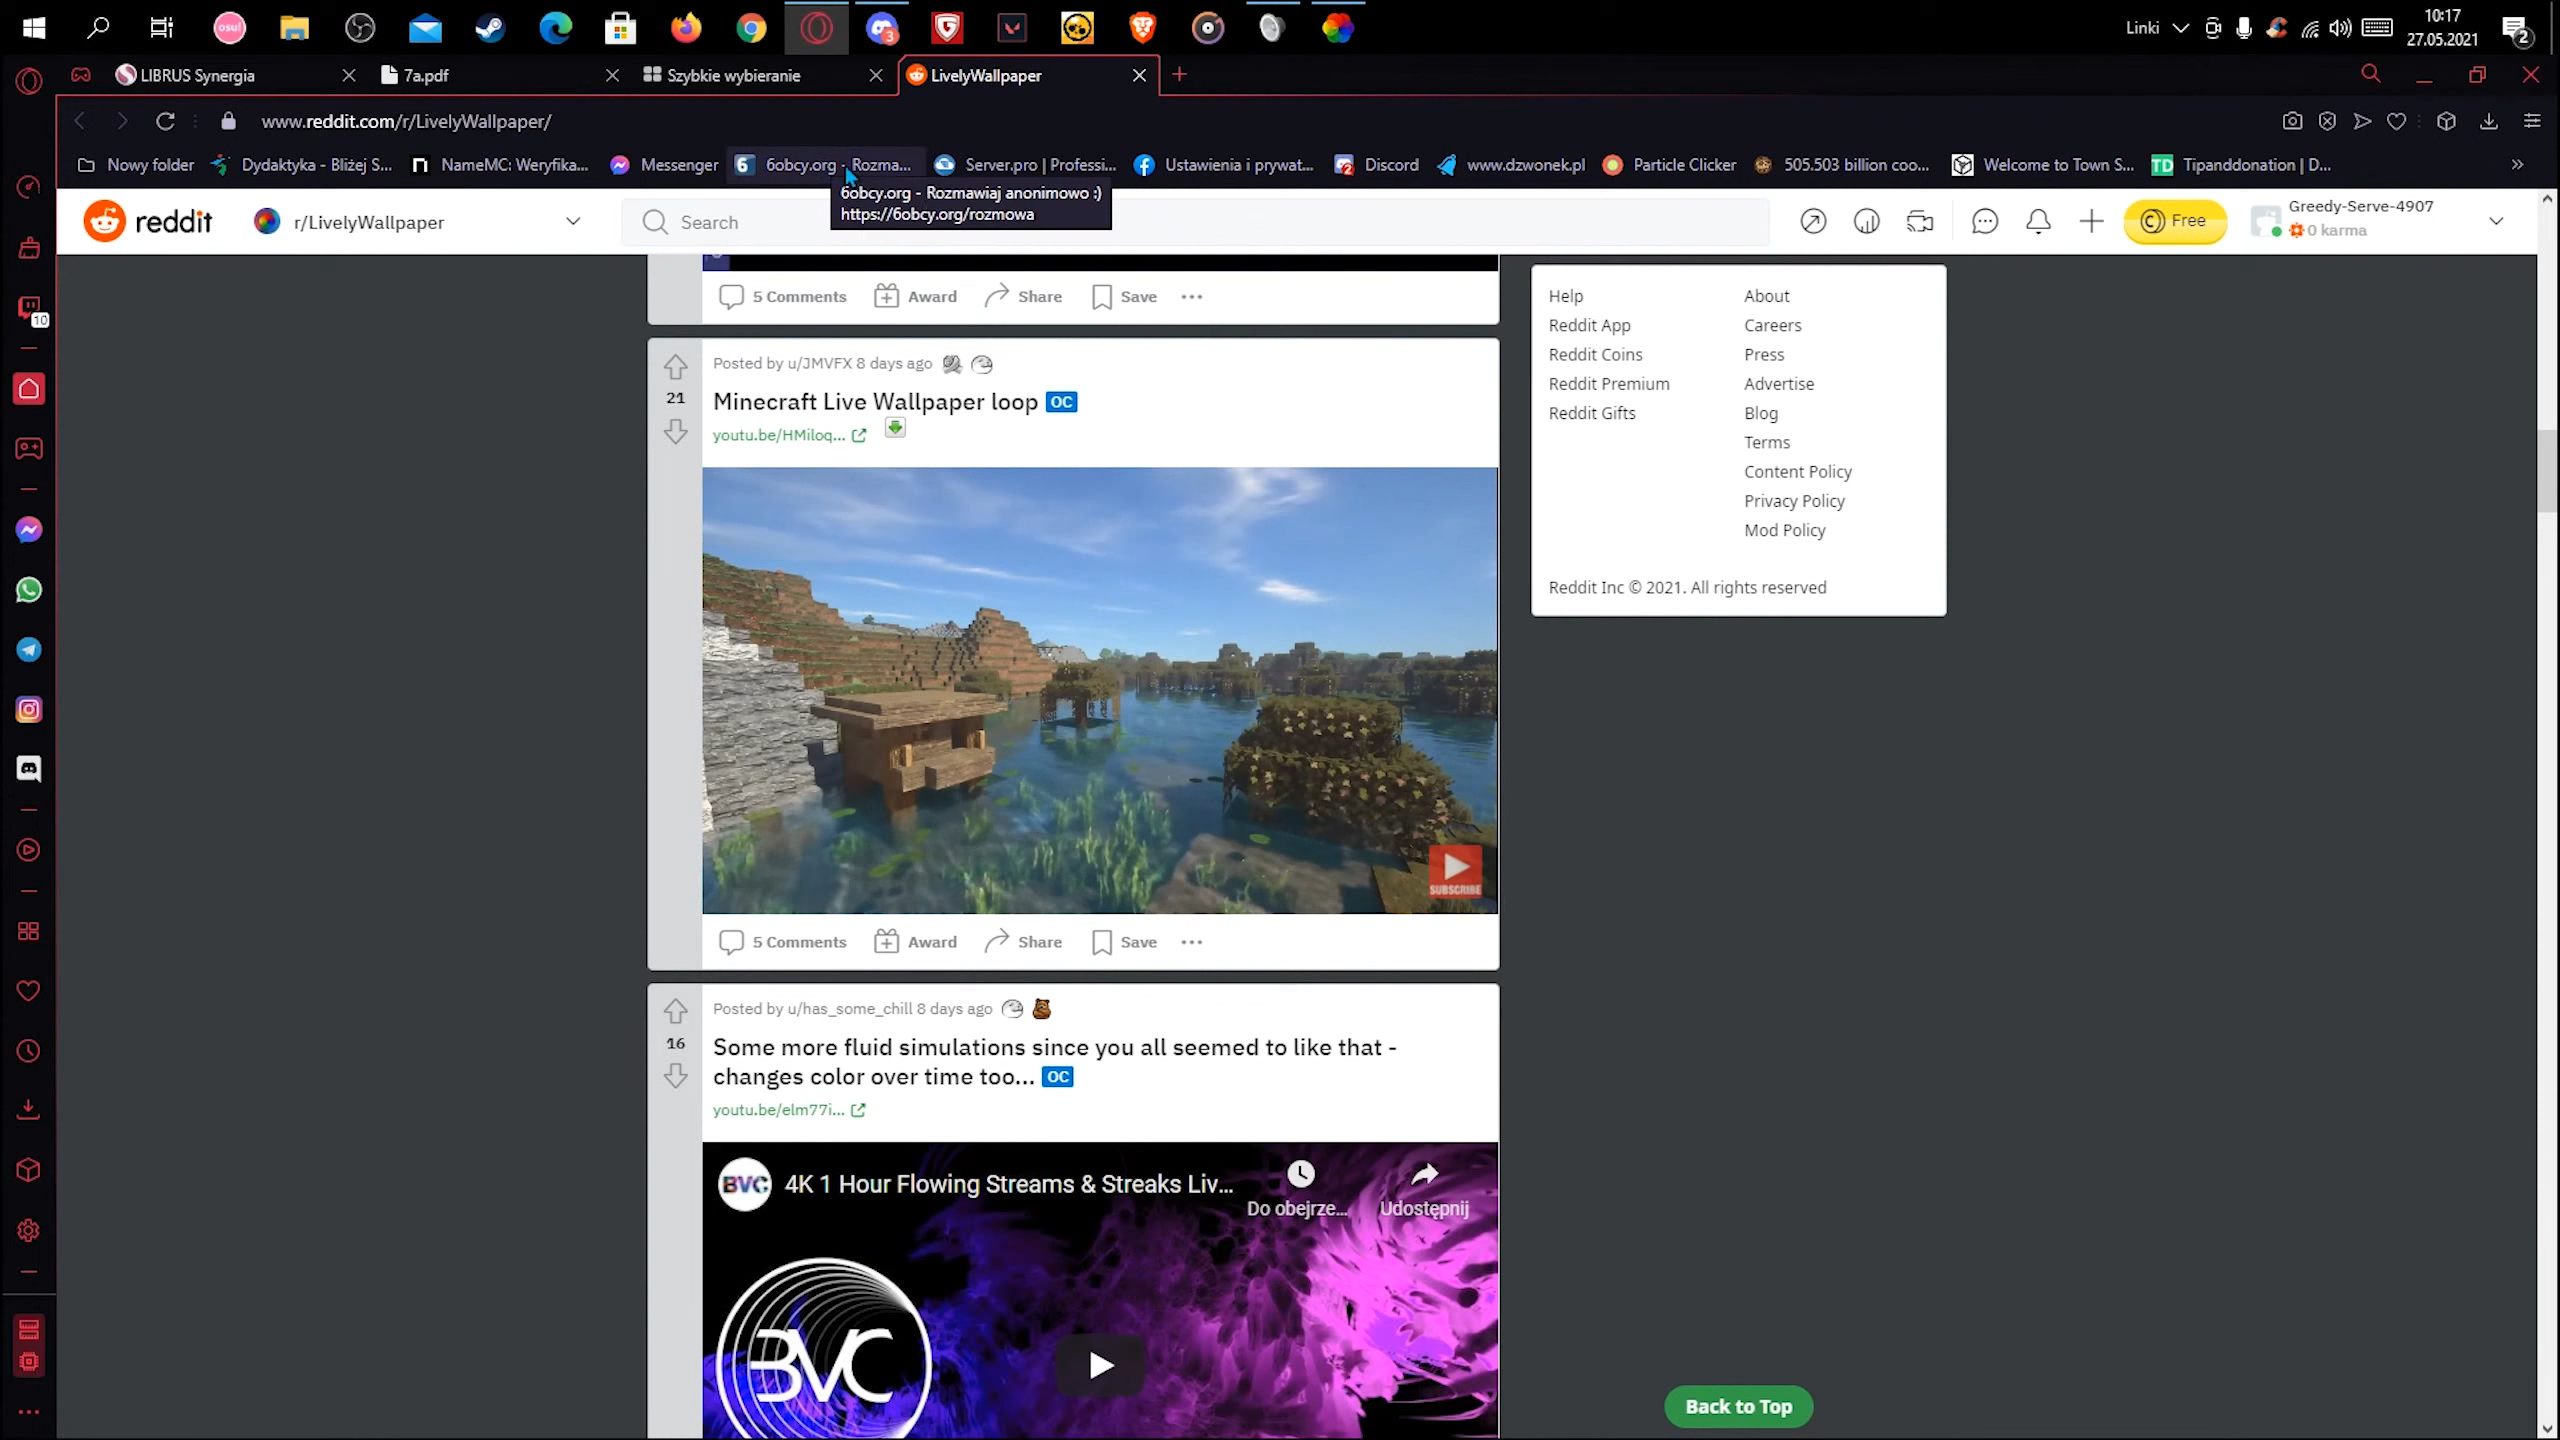 osu!
3
Linki
10:17
27.05.2021
2
LIBRUS Synergia
7a.pdf
Szybkie wybieranie
LivelyWallpaper
www.reddit.com/r/LivelyWallpaper/
Nowy folder
Dydaktyka - Bliżej S...
NameMC: Weryfika...
Messenger
6 6obcy.org - Rozma...
Server.pro | Professi...
Ustawienia i prywat...
2 Discord
www.dzwonek.pl
Particle Clicker
505.503 billion coo...
Welcome to Town S...
TD Tipanddonation | D...
6obcy.org - Rozmawiaj anonimowo :)
https://6obcy.org/rozmowa
reddit
r/LivelyWallpaper
Search
Free
Greedy-Serve-4907
0 karma
10
5 Comments
Award
Share
Save
Help
About
Reddit App
Careers
Reddit Coins
Press
Reddit Premium
Advertise
Reddit Gifts
Blog
Terms
Content Policy
Privacy Policy
Mod Policy
Reddit Inc © 2021. All rights reserved
Posted by u/JMVFX 8 days ago
21
Minecraft Live Wallpaper loop OC
youtu.be/HMiloq...
SUBSCRIBE
5 Comments
Award
Share
Save
Posted by u/has_some_chill 8 days ago
16
Some more fluid simulations since you all seemed to like that -
changes color over time too... OC
youtu.be/elm77i...
BVC
4K 1 Hour Flowing Streams & Streaks Liv...
Do obejrze...
Udostępnij
BVC
Back to Top